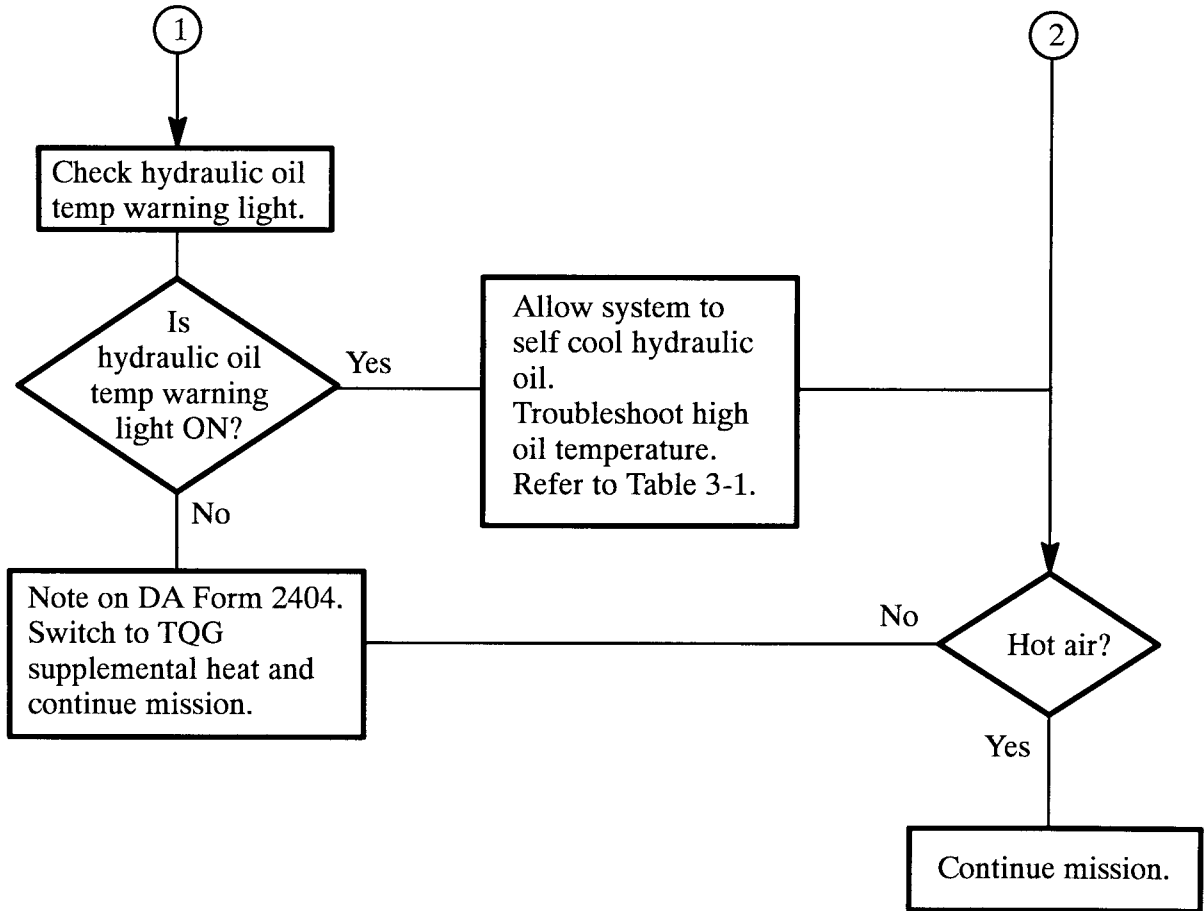 1
2
Check hydraulic oil
temp warning light.
Is
hydraulic oil
temp warning
light ON?
Yes
Allow system to
self cool hydraulic
oil.
Troubleshoot high
oil temperature.
Refer to Table 3-1.
No
Note on DA Form 2404.
Switch to TQG
supplemental heat and
continue mission.
No
Hot air?
Yes
Continue mission.